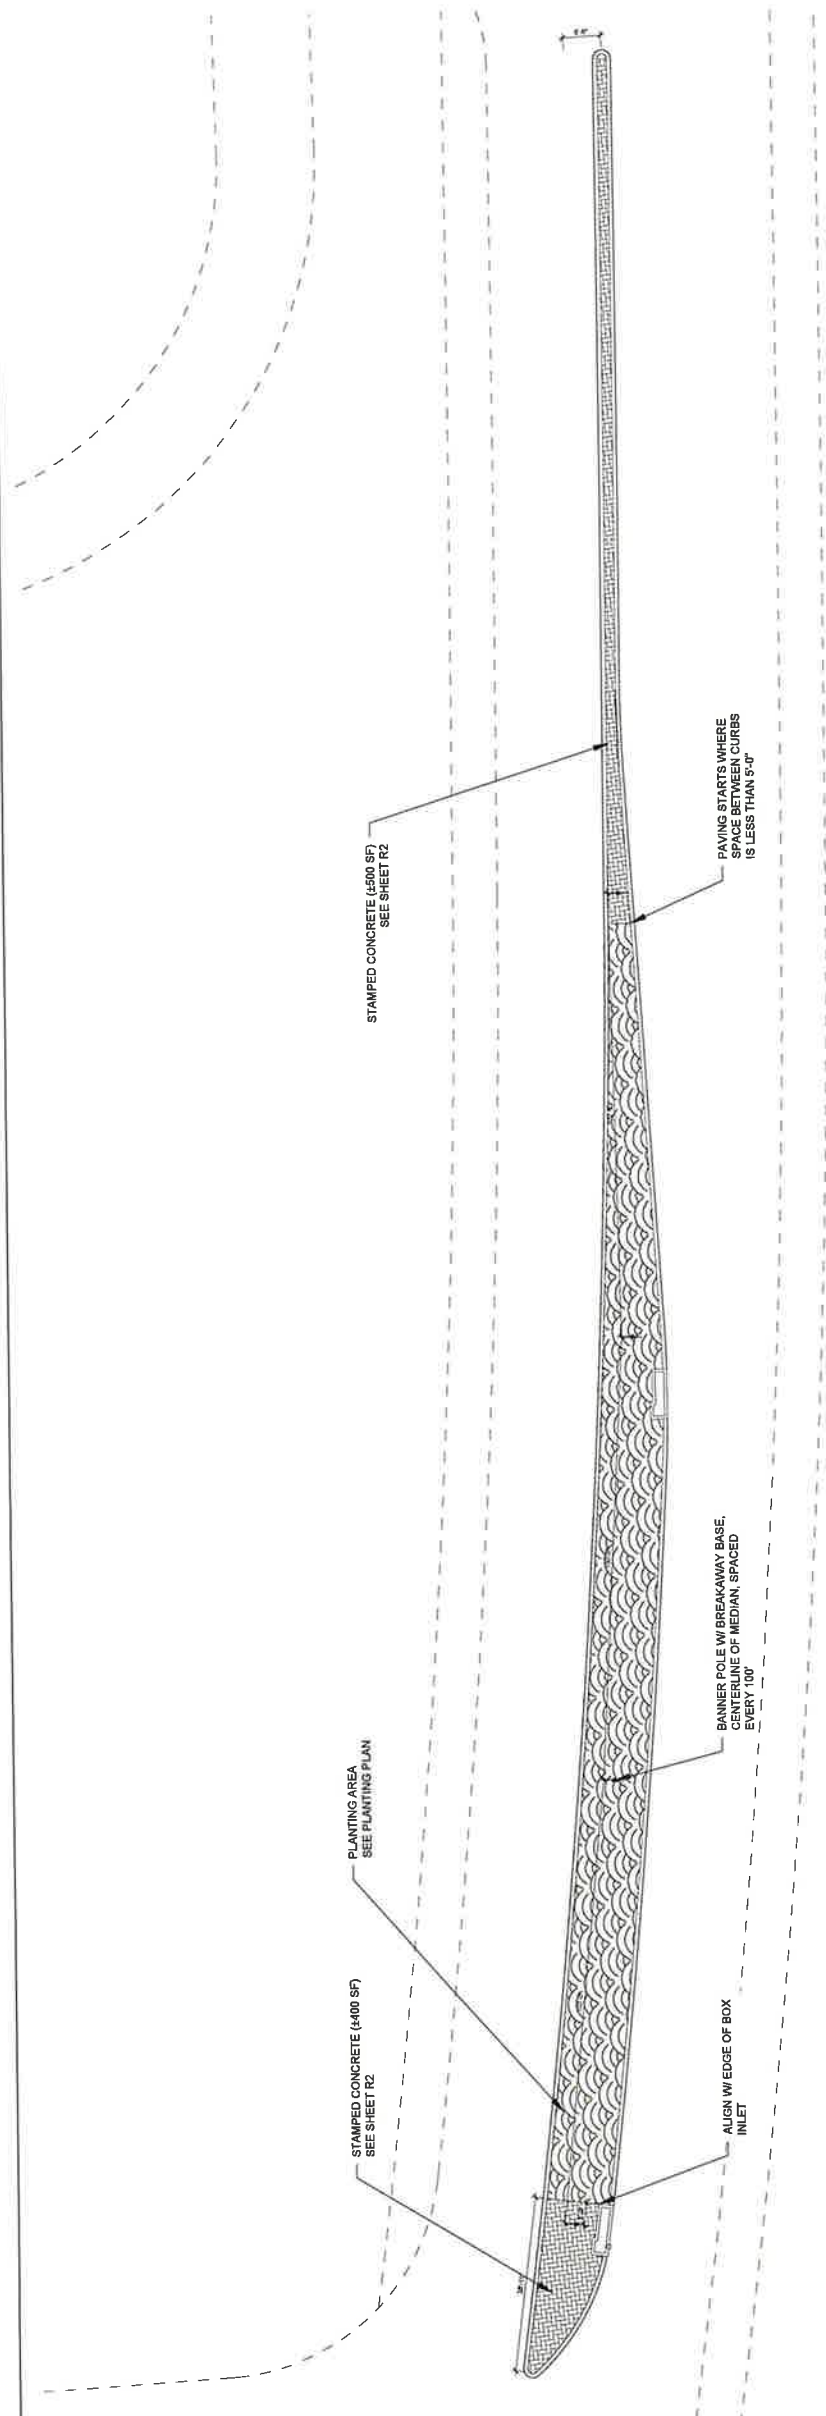 STAMPED CONCRETE (±400 SF)
SEE SHEET R2
PLANTING AREA
SEE PLANTING PLAN
STAMPED CONCRETE (±500 SF)
SEE SHEET R2
ALIGN W/ EDGE OF BOX
INLET
BANNER POLE W/ BREAKAWAY BASE,
CENTERLINE OF MEDIAN, SPACED
EVERY 100'
PAVING STARTS WHERE
SPACE BETWEEN CURBS
IS LESS THAN 5'-0"